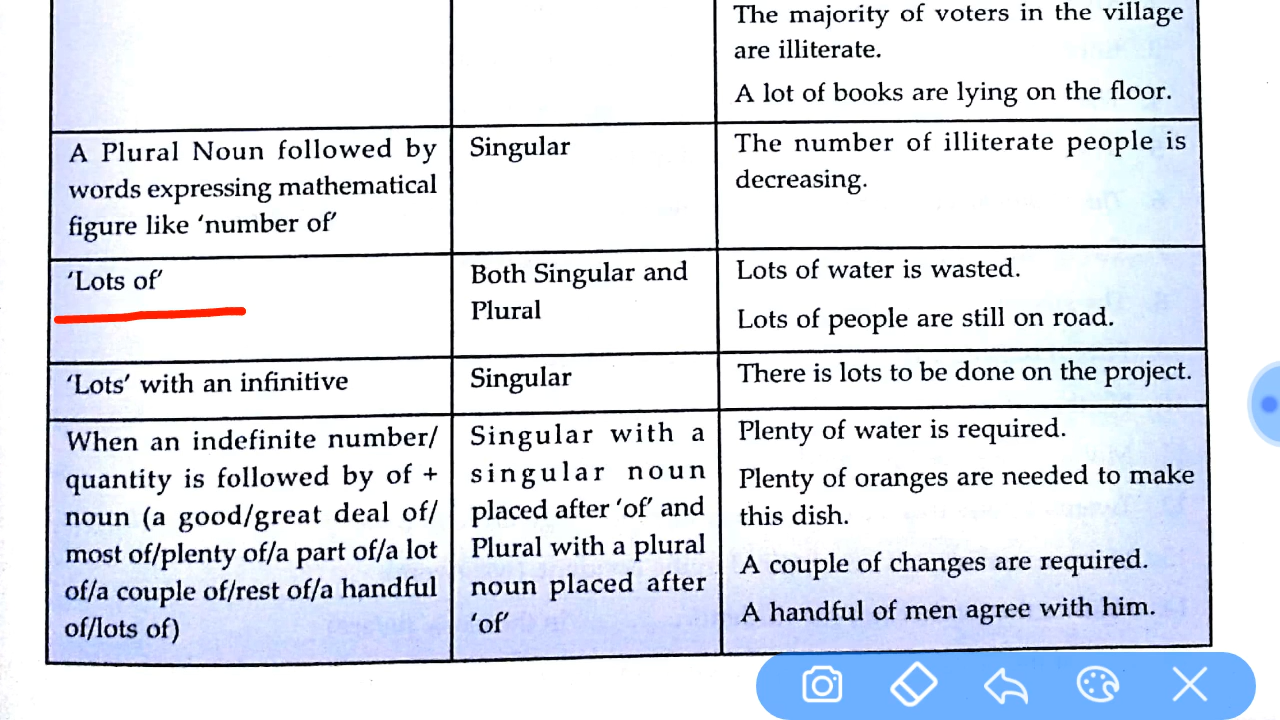 The majority of voters in the village
are illiterate.
A lot of books are lying on the floor.
A Plural Noun followed by
words expressing mathematical
figure like 'number of'
Singular
The number of illiterate people is
decreasing.
'Lots of'
Both Singular and
Plural
Lots of water is wasted.
Lots of people are still on road.
'Lots' with an infinitive
Singular
There is lots to be done on the project.
When an indefinite number/
quantity is followed by of +
noun (a good/great deal of/
most of/plenty of/a part of/a lot
of/a couple of/rest of/a handful
of/lots of)
Singular with a
singular noun
placed after 'of' and
Plural with a plural
noun placed after
'of'
Plenty of water is required.
Plenty of oranges are needed to make
this dish.
A couple of changes are required.
A handful of men agree with him.